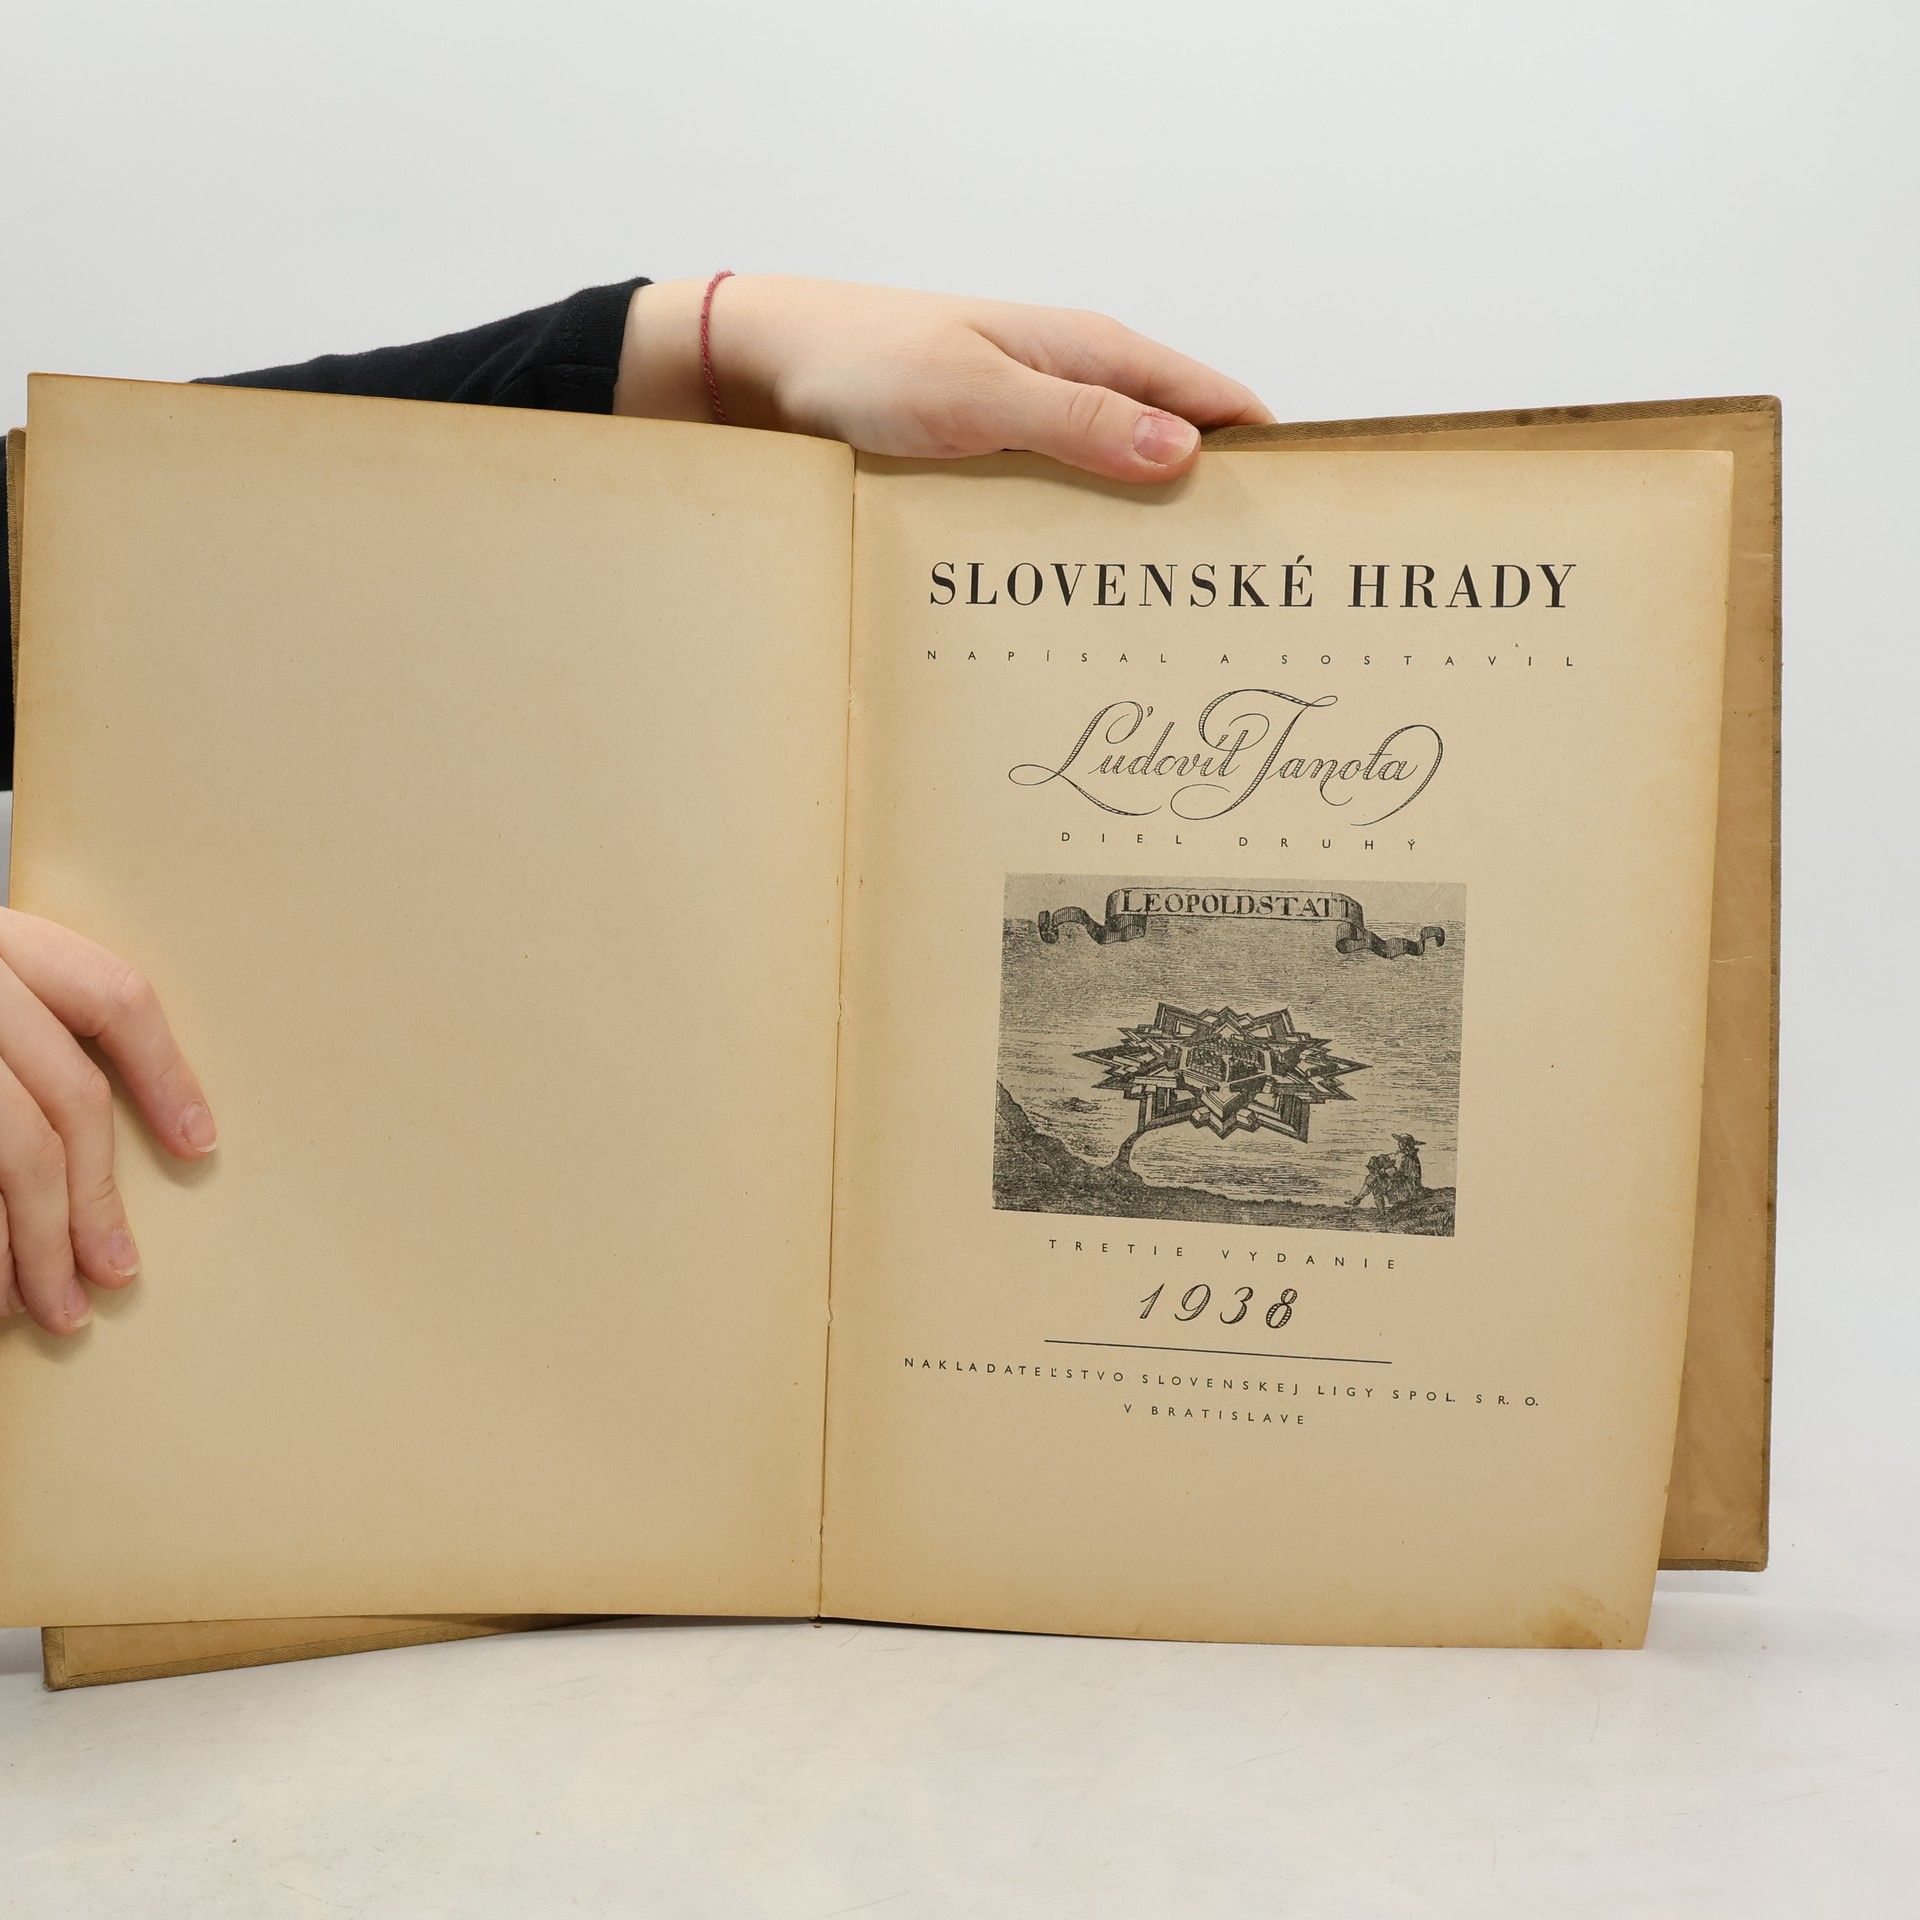 SLOVENSKÉ HRADY
NAPÍSAL A SOSTAVIL
Ľudovít Janota
DIEL DRUHÝ
LEOPOLDSTATT
TRETIE VYDANIE
1938
NAKLADATEĽSTVO SLOVENSKEJ LIGY SPOL. S R. O.
V BRATISLAVE